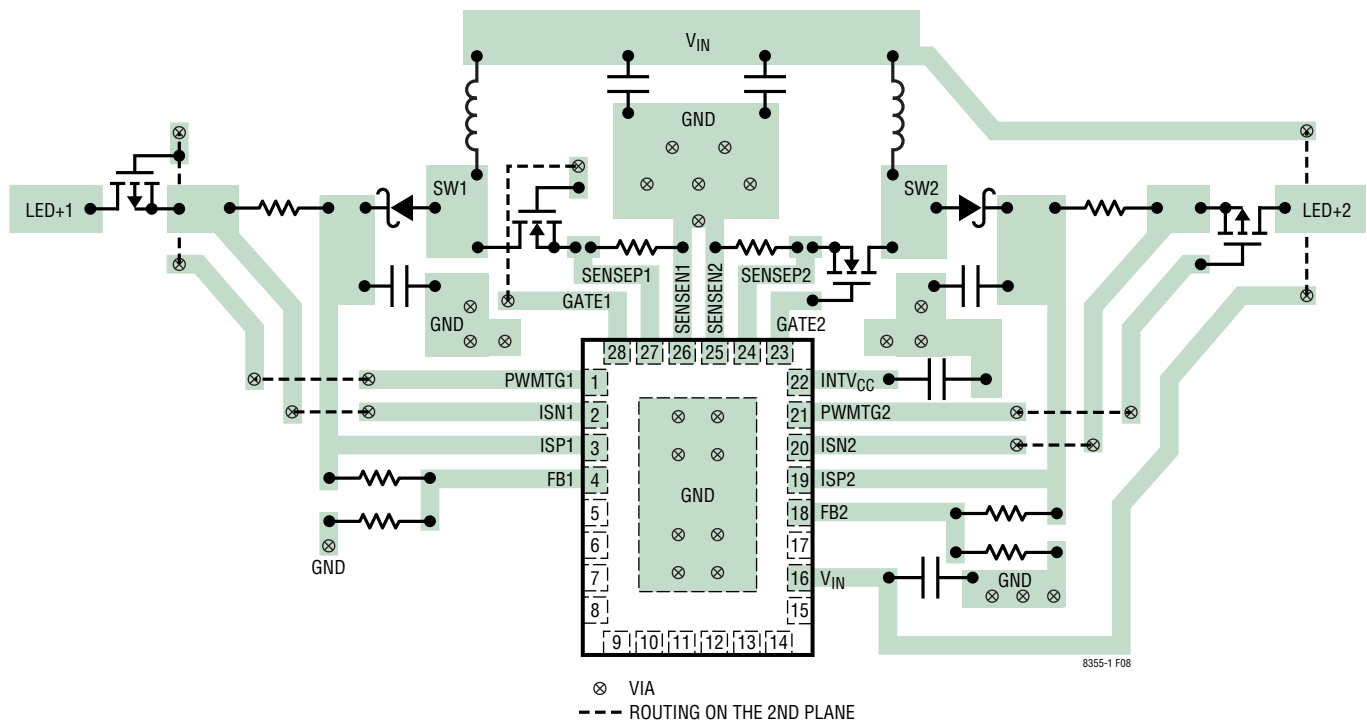 VIN
GND
LED+1
SW1
SW2
LED+2
SENSEP1
SENSEN1
SENSEN2
SENSEP2
GATE1
GND
GATE2
28 27 26 25 24 23
PWMTG1 1
22 INTVCC
ISN1 2
21 PWMTG2
ISP1 3
20 ISN2
FB1 4
19 ISP2
GND
5
18 FB2
6
17
GND
7
16 VIN
GND
8
15
9 10 11 12 13 14
8355-1 F08
VIA
ROUTING ON THE 2ND PLANE